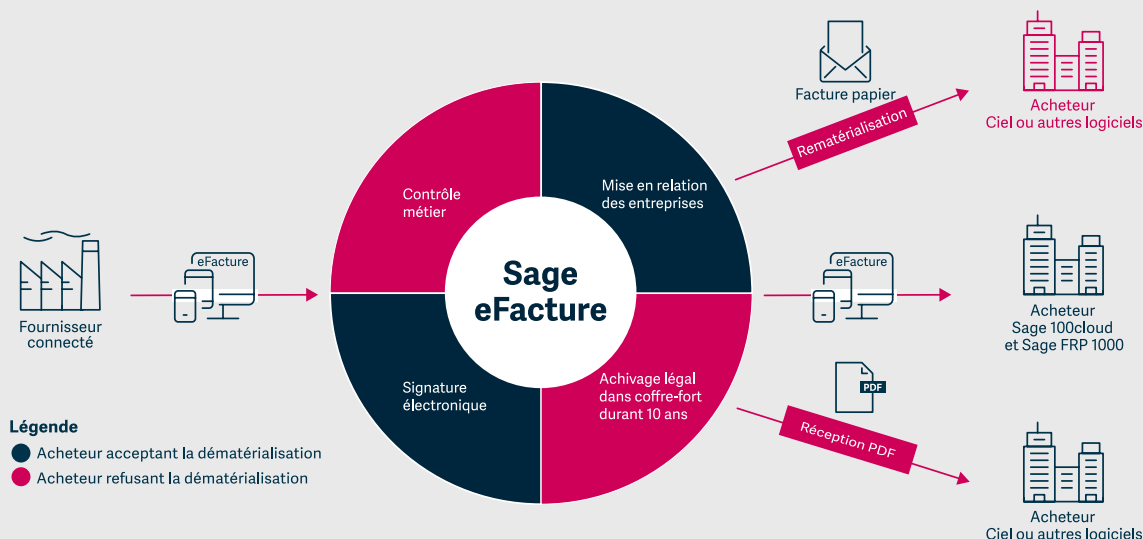 Facture papier
Rematérialisation
Acheteur
Ciel ou autres logiciels
Contrôle
métier
Mise en relation
des entreprises
Sage
eFacture
eFacture
Fournisseur
connecté
eFacture
Acheteur
Sage 100cloud
et Sage FRP 1000
Signature
électronique
Achivage légal
dans coffre-fort
durant 10 ans
PDF
Réception PDF
Légende
Acheteur acceptant la dématérialisation
Acheteur refusant la dématérialisation
Acheteur
Ciel ou autres logiciels